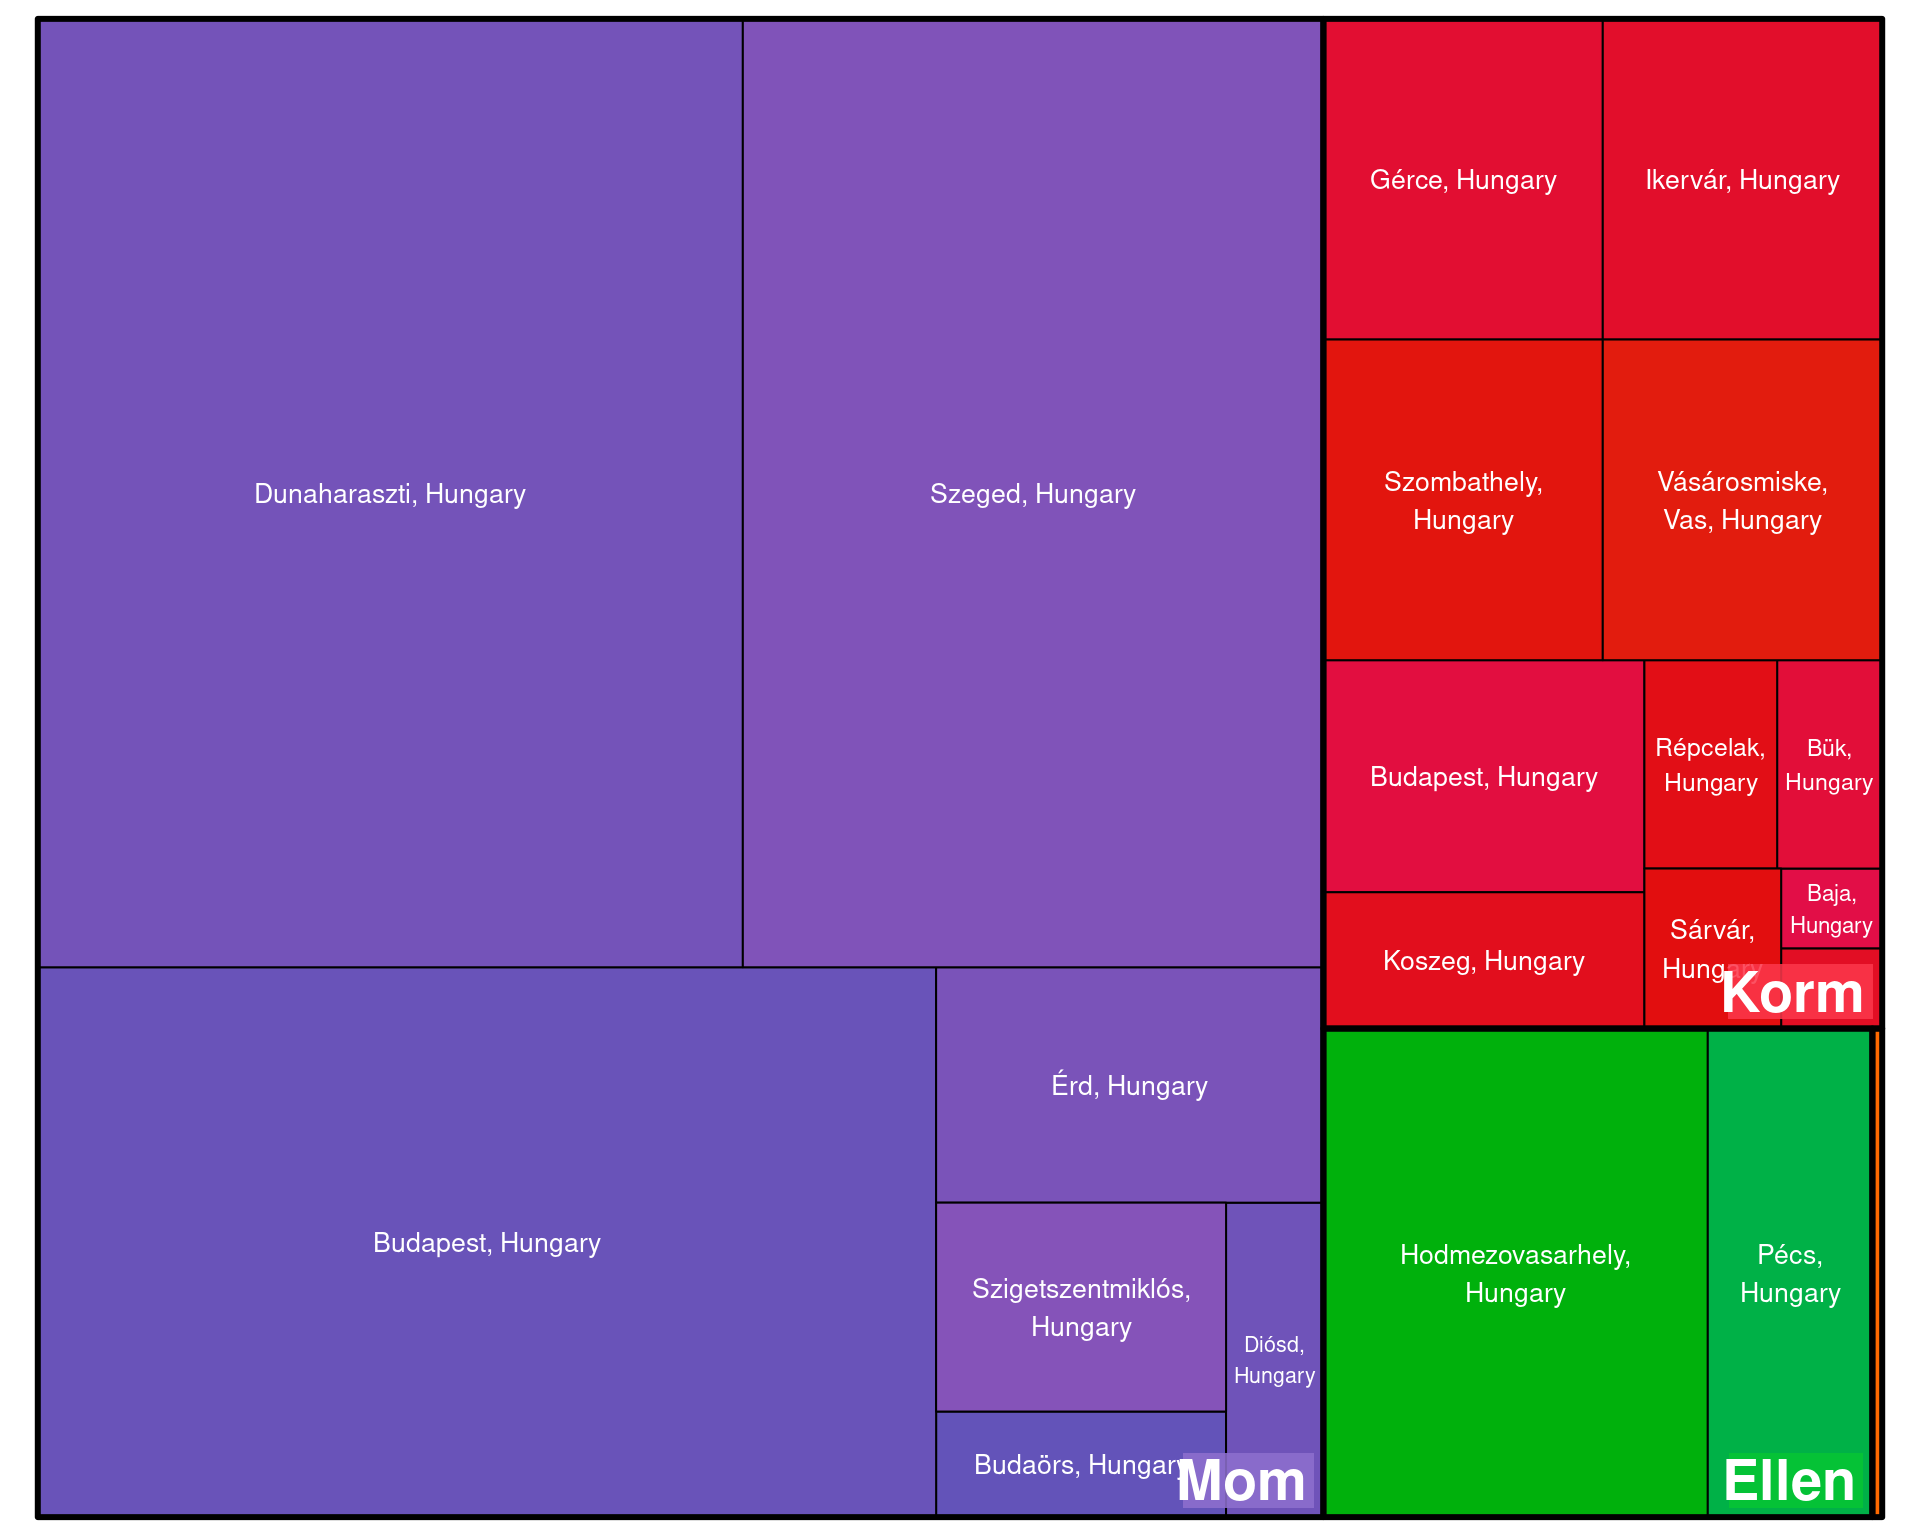 Dunaharaszti, Hungary
Szeged, Hungary
Budapest, Hungary
Érd, Hungary
Szigetszentmiklós,
Hungary
Diósd,
Hungary
Budaörs, Hungary
Mom
Gérce, Hungary
Ikervár, Hungary
Szombathely,
Hungary
Vásárosmiske,
Vas, Hungary
Budapest, Hungary
Répcelak,
Hungary
Bük,
Hungary
Koszeg, Hungary
Sárvár,
Hungary
Baja,
Hungary
Korm
Hodmezovasarhely,
Hungary
Pécs,
Hungary
Ellen